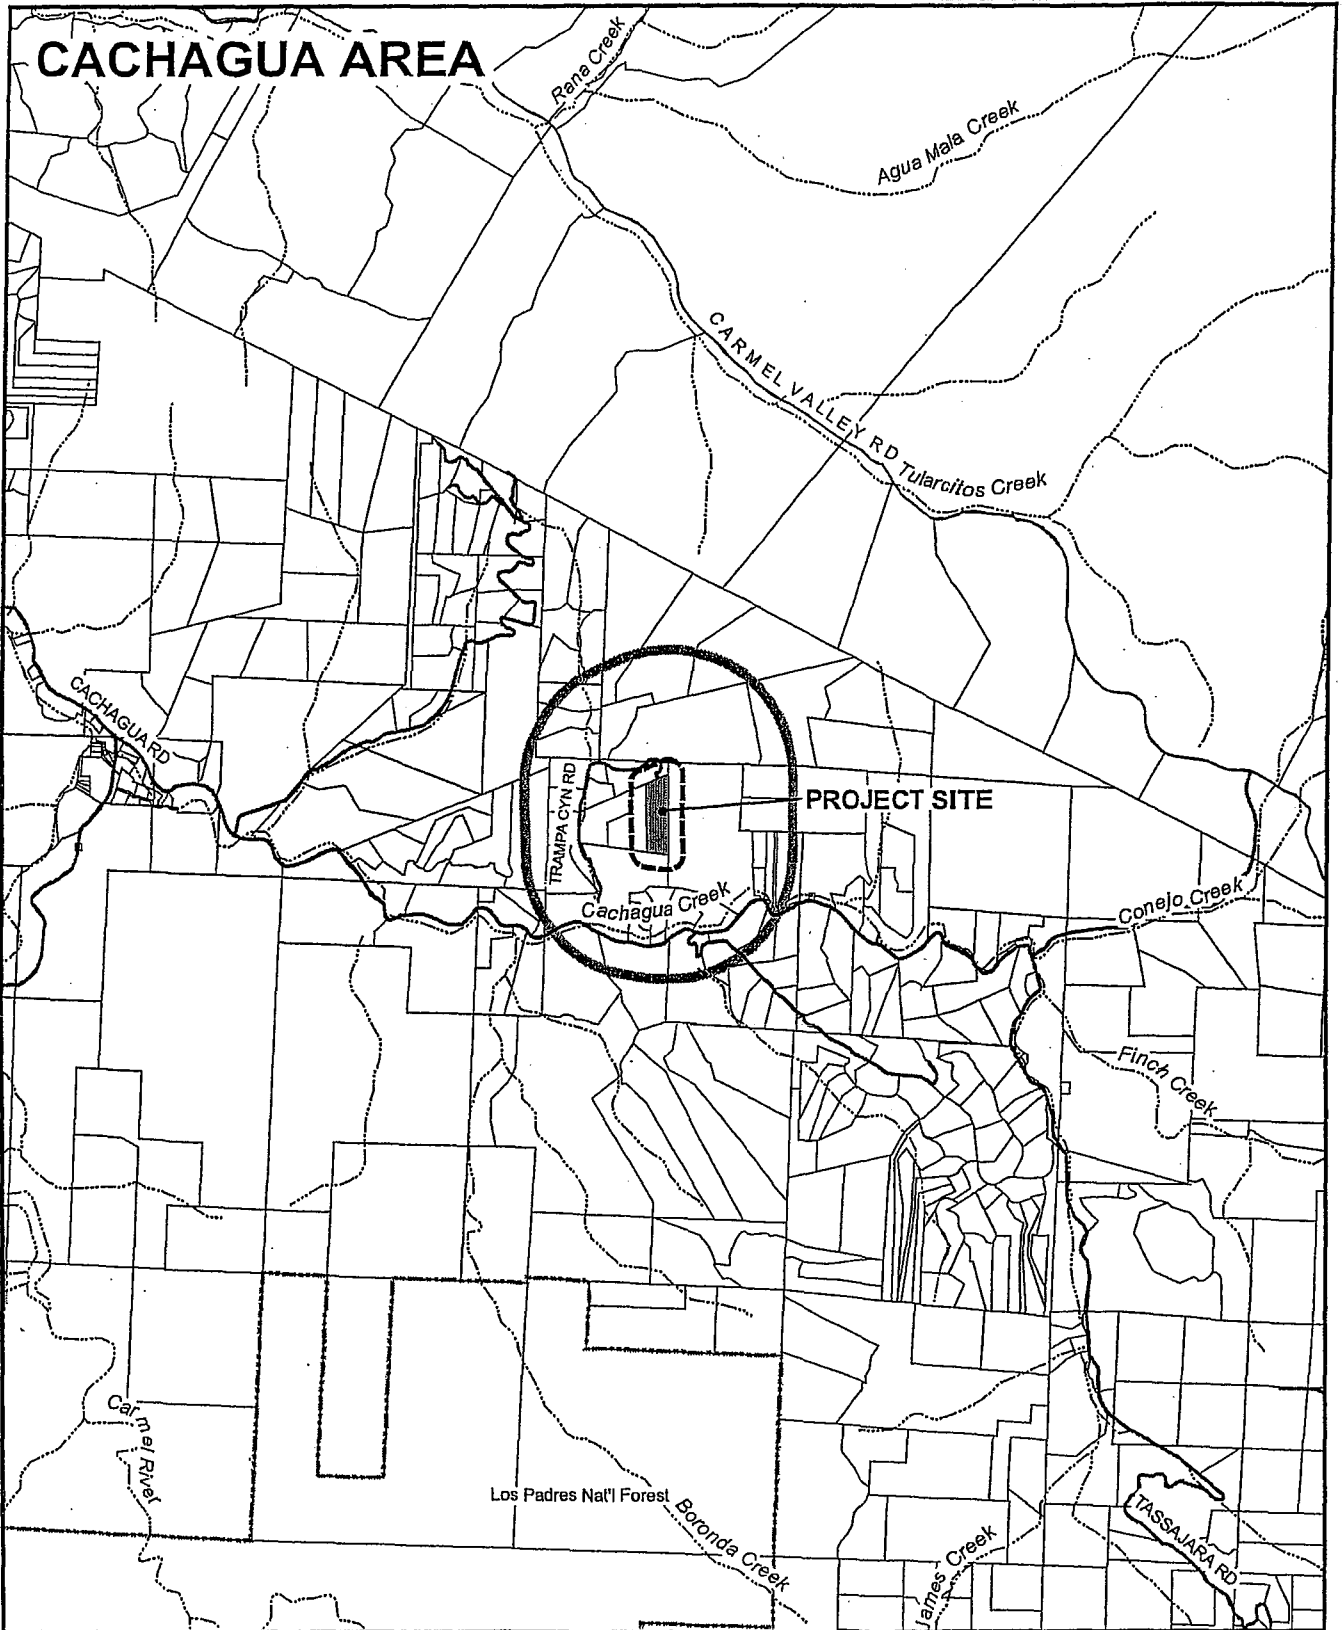 CACHAGUA AREA
Rana Creek
Agua Mala Creek
CARMEL VALLEY RD
Tularcitos Creek
CACHAGUA RD
TRAMPA CYN RD
PROJECT SITE
Cachagua Creek
Conejo Creek
Finch Creek
Carmel River
Los Padres Nat'l Forest
Boronda Creek
James Creek
TASSAJARA RD